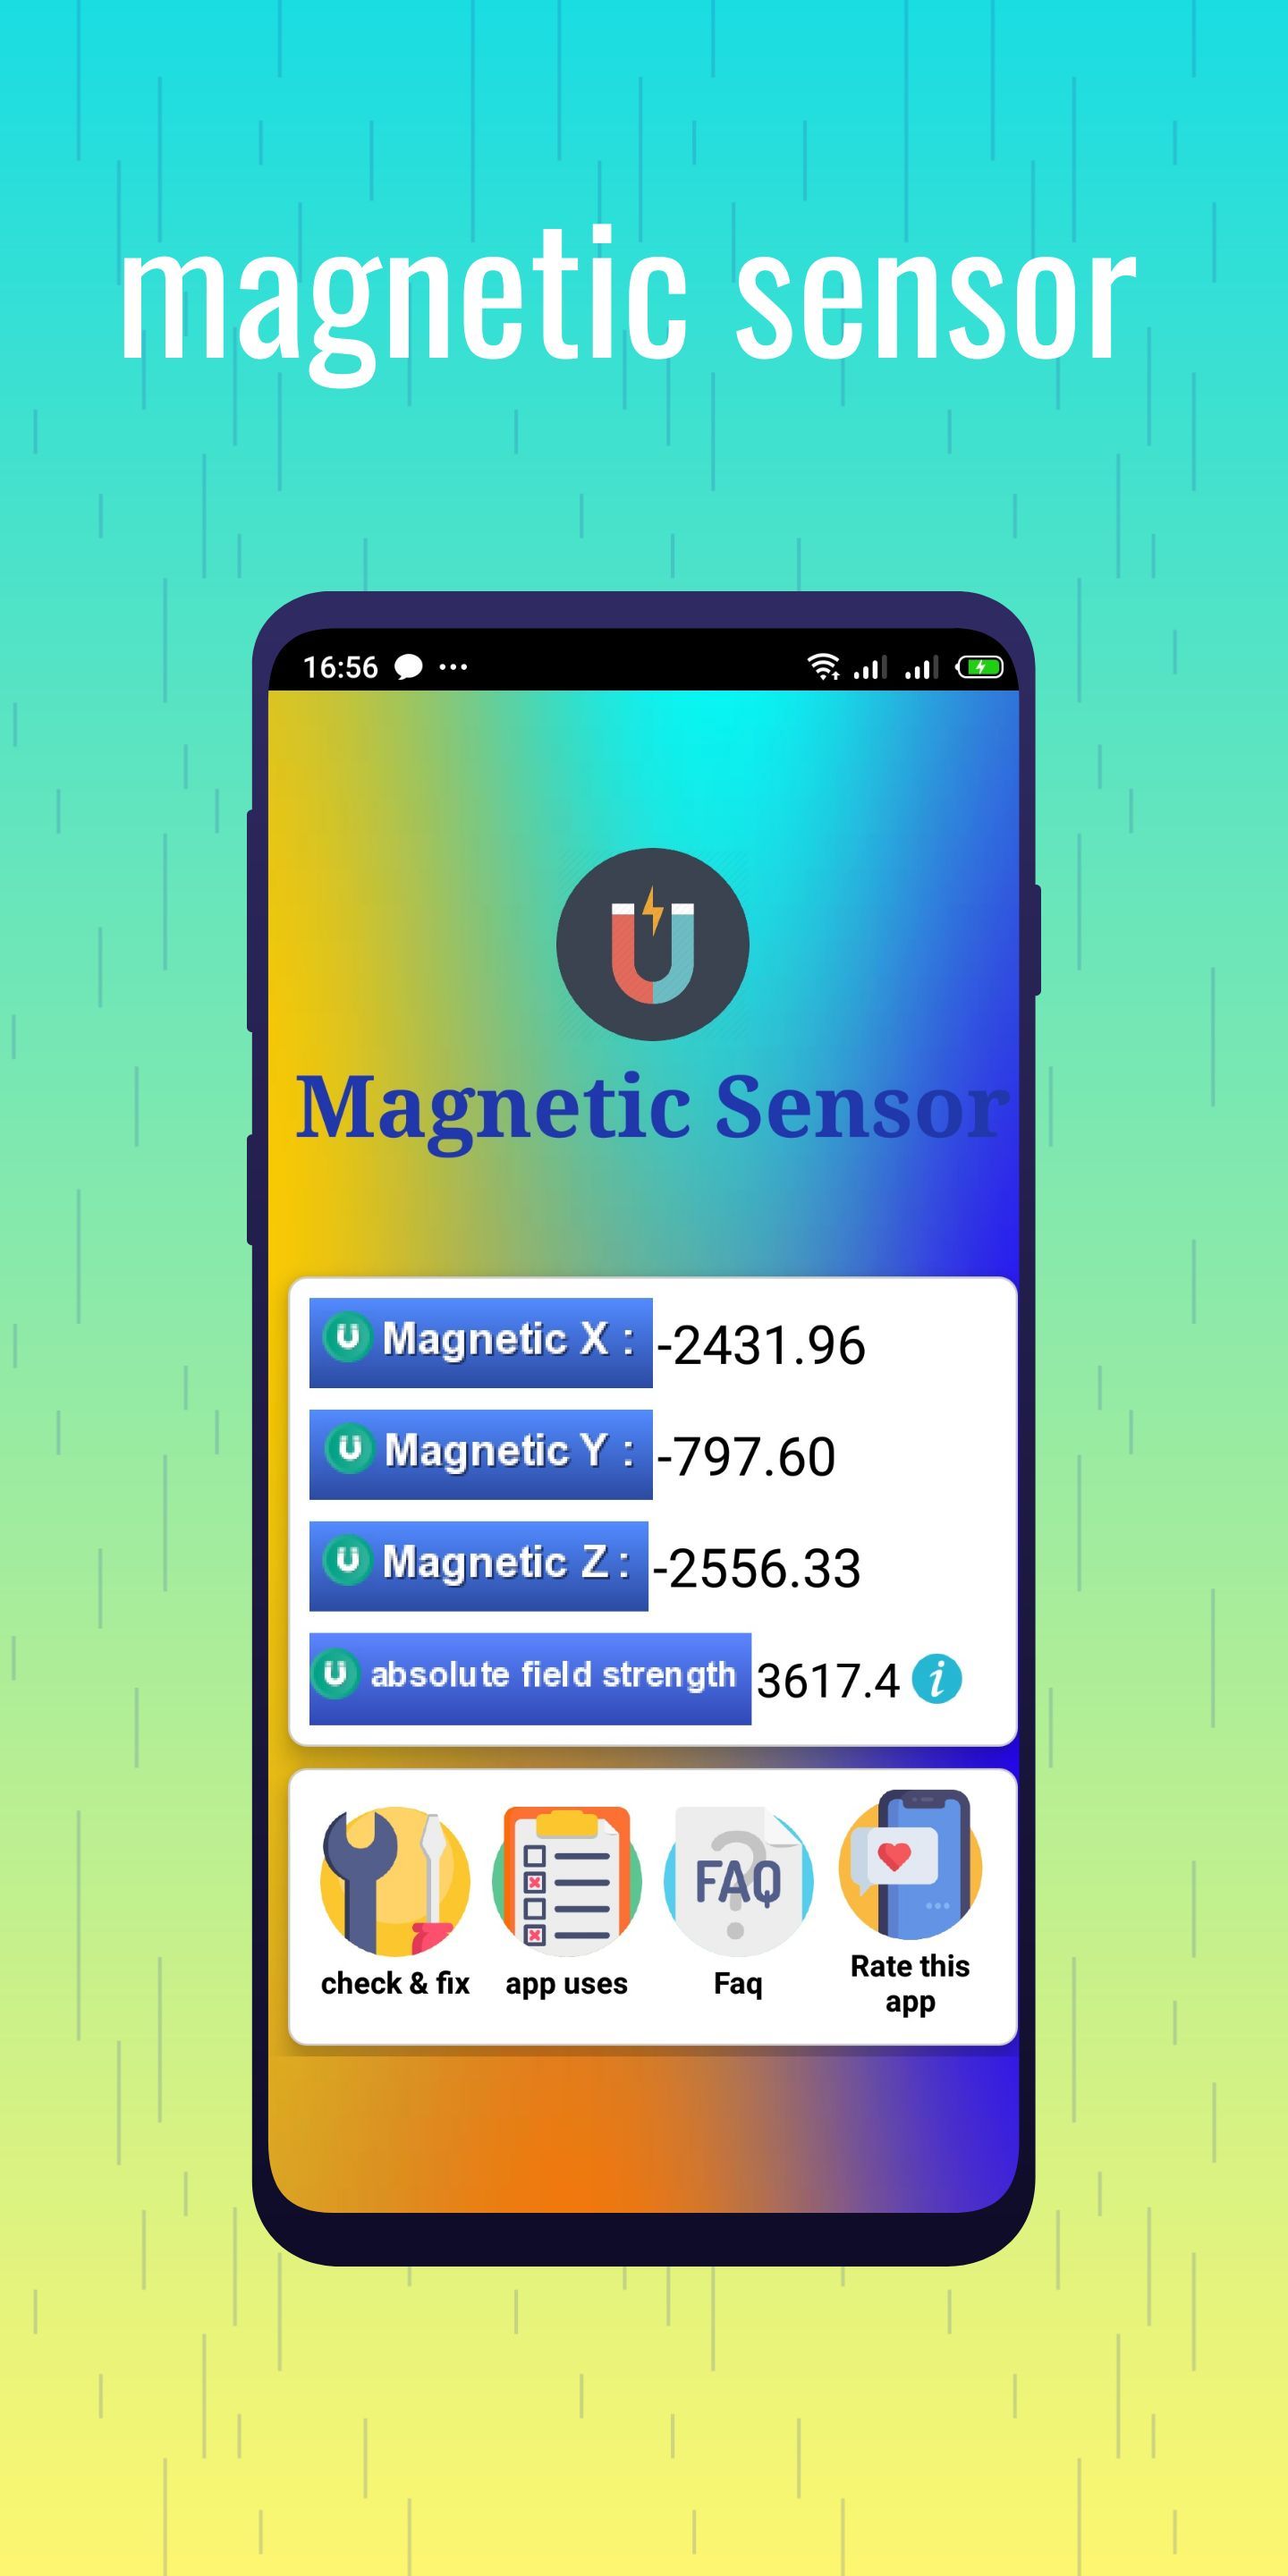 magnetic sensor
16:56
Magnetic Sensor
Magnetic X : -2431.96
Magnetic Y : -797.60
Magnetic Z : -2556.33
absolute field strength 3617.4 i
FAQ
check & fix
app uses
Faq
Rate this
app